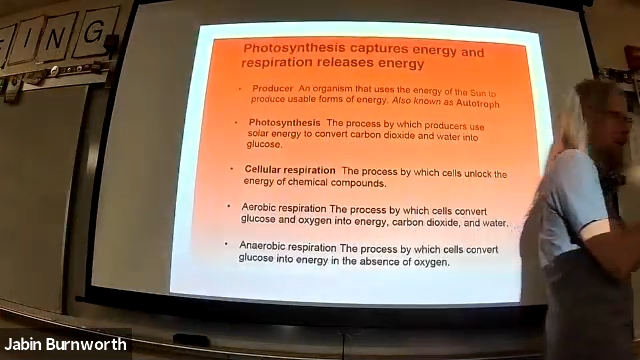 ING
Photosynthesis captures energy and
respiration releases energy
• Producer An organism that uses the energy of the Sun to
produce usable forms of energy. Also known as Autotroph
• Photosynthesis The process by which producers use
solar energy to convert carbon dioxide and water into
glucose.
• Cellular respiration The process by which cells unlock the
energy of chemical compounds.
• Aerobic respiration The process by which cells convert
glucose and oxygen into energy, carbon dioxide, and water.
• Anaerobic respiration The process by which cells convert
glucose into energy in the absence of oxygen.
Jabin Burnworth